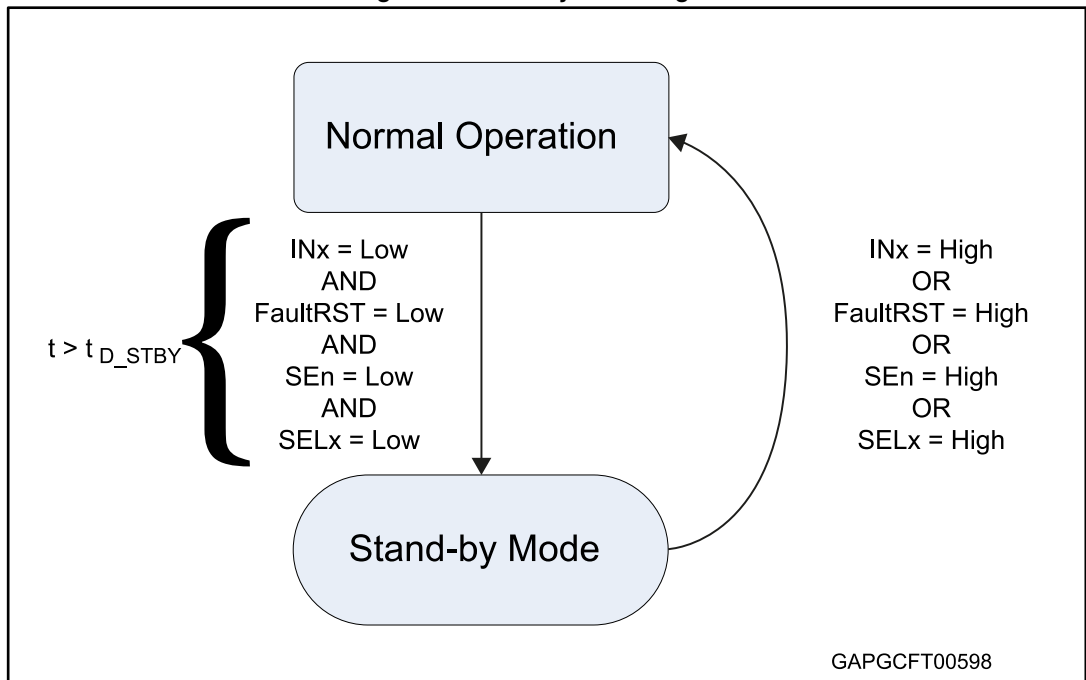 Normal Operation
INx = Low
AND
FaultRST = Low
AND
SEn = Low
AND
SELx = Low
t > t D_STBY
INx = High
OR
FaultRST = High
OR
SEn = High
OR
SELx = High
Stand-by Mode
GAPGCFT00598